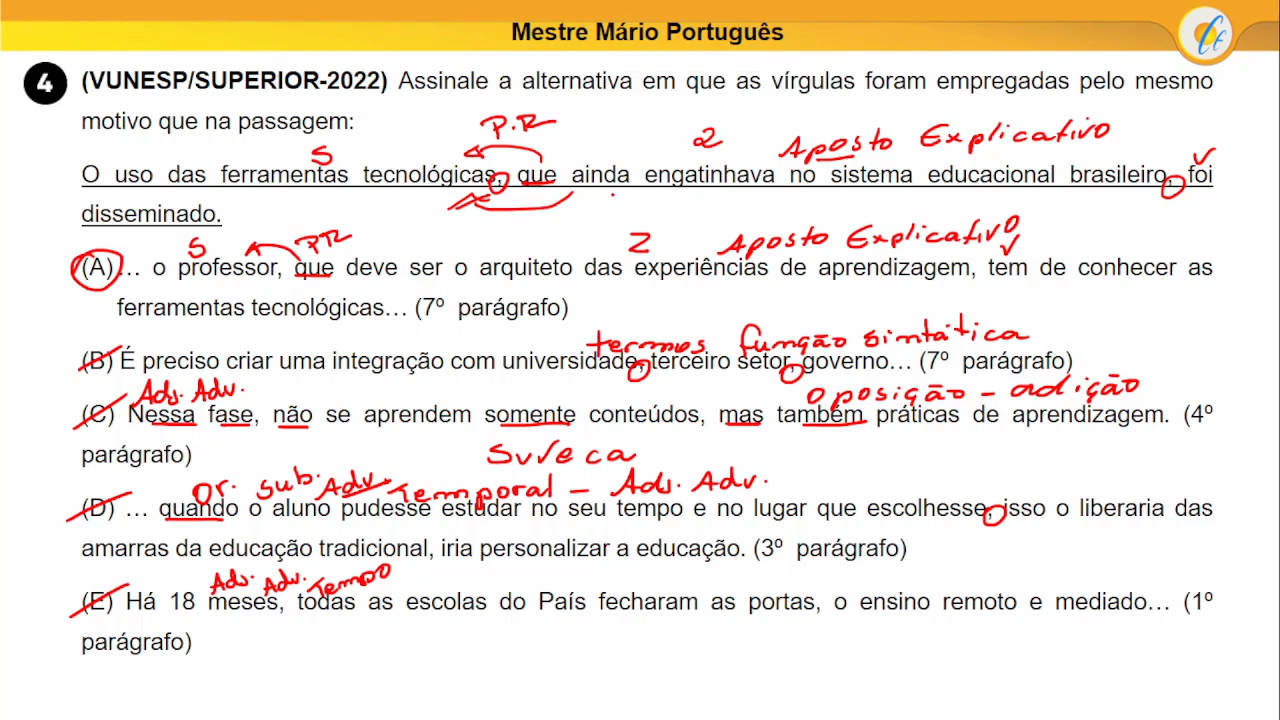 Mestre Mário Português
4 (VUNESP/SUPERIOR-2022) Assinale a alternativa em que as vírgulas foram empregadas pelo mesmo
motivo que na passagem:
P.R 2 Aposto Explicativo
S V
O uso das ferramentas tecnológicas, que ainda engatinhava no sistema educacional brasileiro, foi
disseminado.
S PR 2 Aposto Explicativo V
(A) … o professor, que deve ser o arquiteto das experiências de aprendizagem, tem de conhecer as
ferramentas tecnológicas… (7º parágrafo)
termos função sintática
(B) É preciso criar uma integração com universidade, terceiro setor, governo… (7º parágrafo)
Adj. Adv. oposição - adição
(C) Nessa fase, não se aprendem somente conteúdos, mas também práticas de aprendizagem. (4º
parágrafo)
Or. Sub. Adv. Temporal - Adj. Adv.
(D) … quando o aluno pudesse estudar no seu tempo e no lugar que escolhesse, isso o liberaria das
amarras da educação tradicional, iria personalizar a educação. (3º parágrafo)
Adj. Adv. Tempo
(E) Há 18 meses, todas as escolas do País fecharam as portas, o ensino remoto e mediado… (1º
parágrafo)